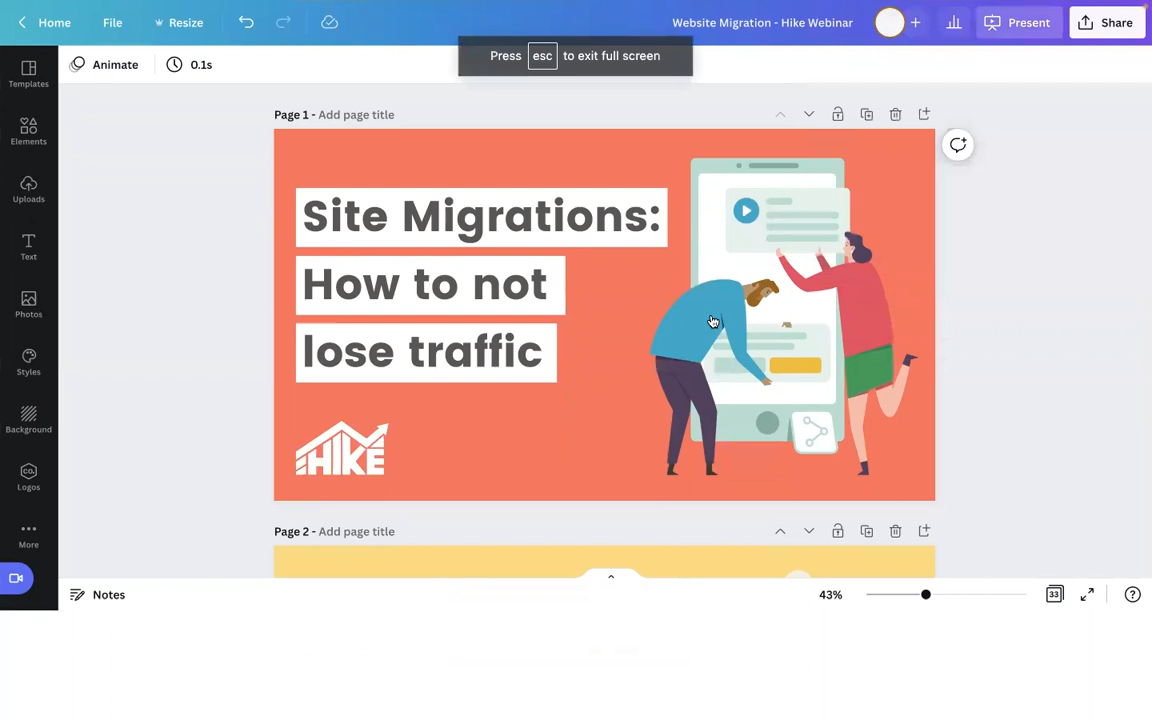 Home
File
Resize
Website Migration - Hike Webinar
+
Present
Share
Press esc to exit full screen
Animate
0.1s
Templates
Elements
Uploads
Text
Photos
Styles
Background
CO.
Logos
More
Page 1 - Add page title
Site Migrations:
How to not
lose traffic
HIKE
Page 2 - Add page title
Notes
43%
33
?